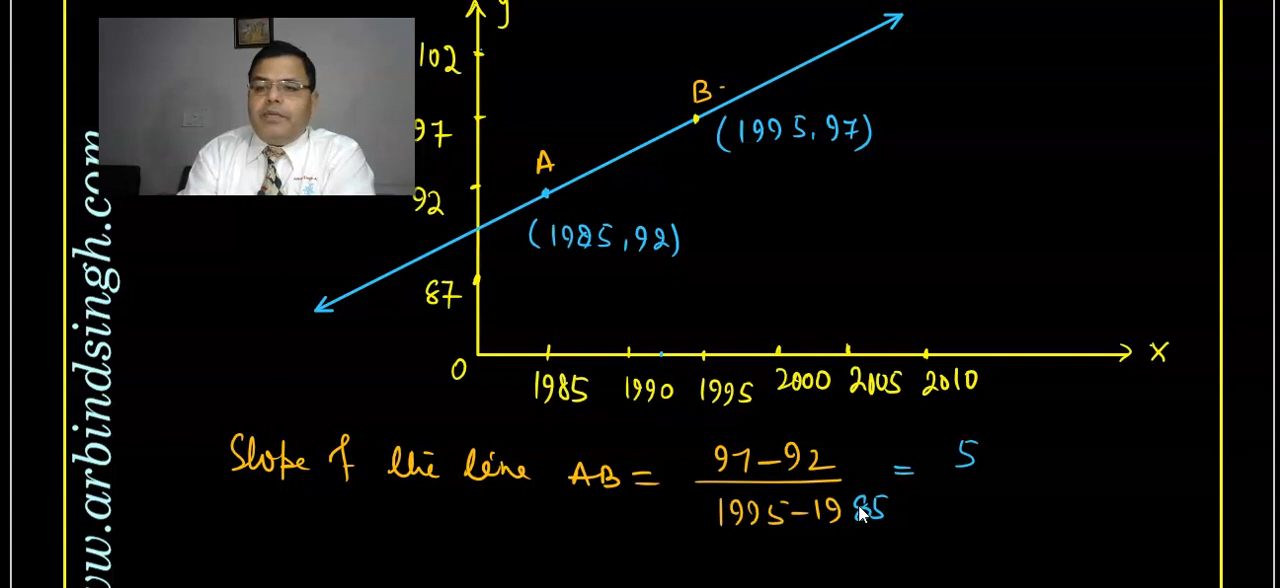 y
102
B
97
(1995, 97)
A
92
(1985, 92)
87
0
x
1985 1990 1995 2000 2005 2010
Slope of the line AB = 97-92 / 1995-1985 = 5
www.arbindsingh.com